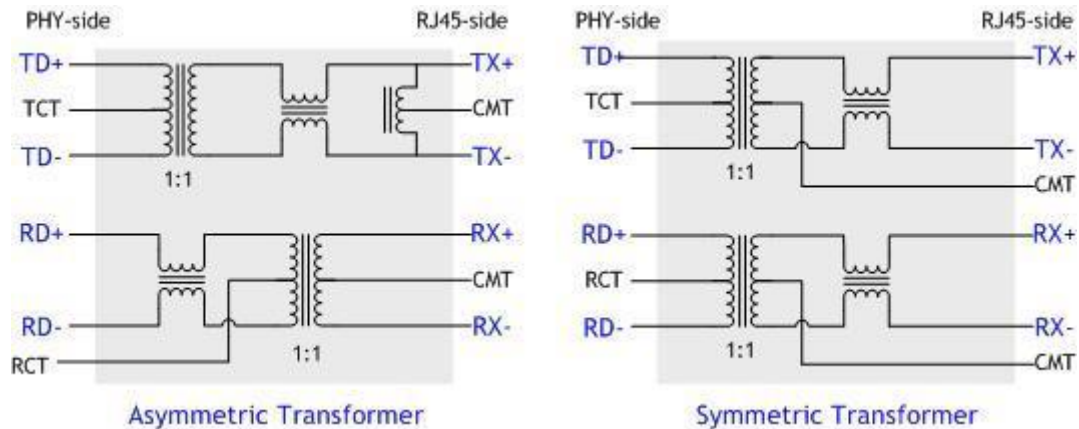 PHY-side RJ45-side
TD+ TX+
TCT CMT
TD- TX-
1:1
RD+ RX+
CMT
RD- RX-
RCT 1:1
Asymmetric Transformer
PHY-side RJ45-side
TD+ TX+
TCT
TD- TX-
1:1 CMT
RD+ RX+
RCT
RD- RX-
1:1 CMT
Symmetric Transformer